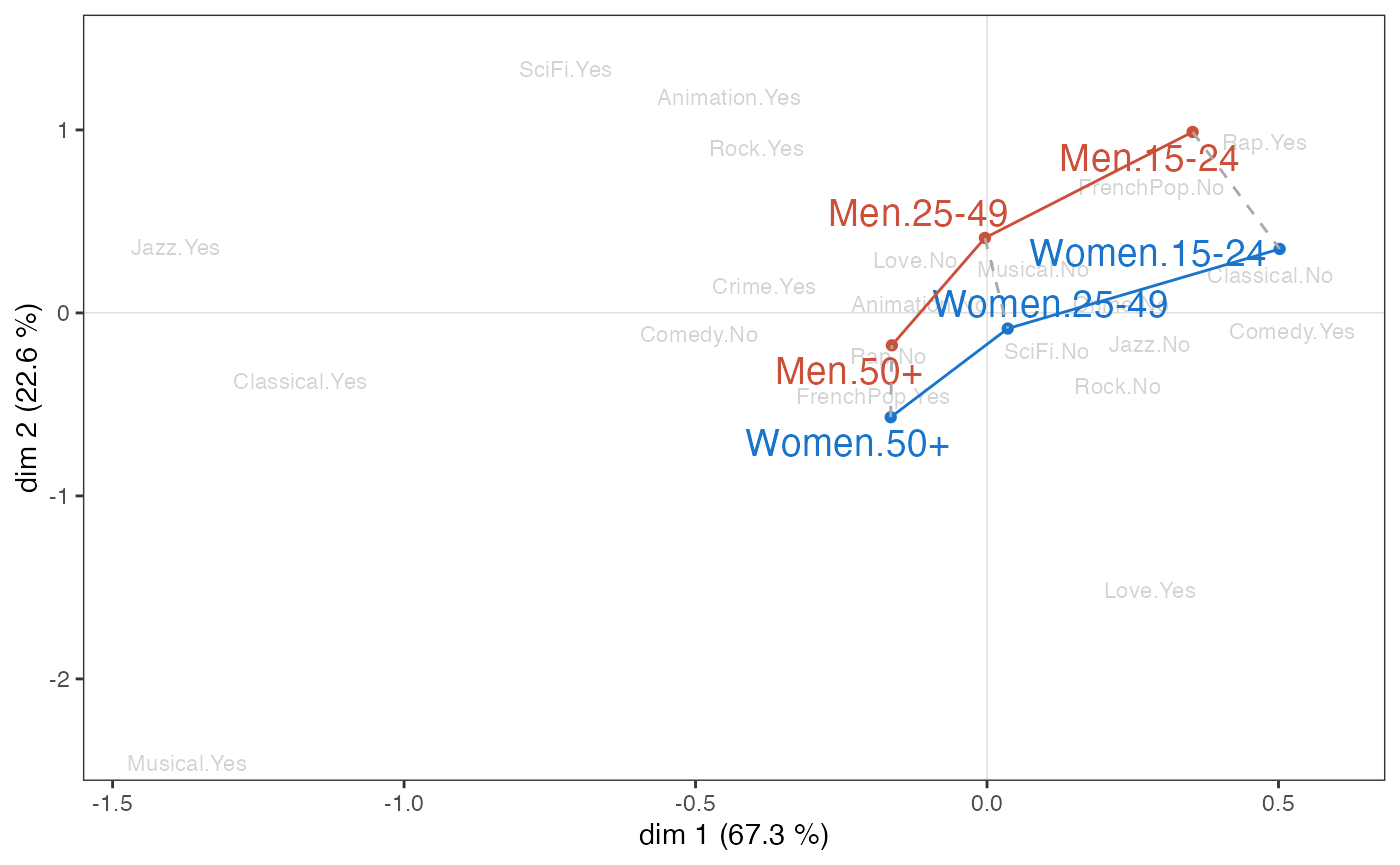 SciFi.Yes
Animation.Yes
1
Rock.Yes
Rap.Yes
Men.15-24
FrenchPop.No
Men.25-49
Jazz.Yes
Women.15-24
Love.No
Musical.No
Classical.No
Crime.Yes
Animation.No
Women.25-49
Crime.No
0
Comedy.No
Comedy.Yes
Rap.No
SciFi.No
Jazz.No
Men.50+
Classical.Yes
Rock.No
FrenchPop.Yes
Women.50+
-1
Love.Yes
-2
Musical.Yes
-1.5 -1.0 -0.5 0.0 0.5
dim 1 (67.3 %)
dim 2 (22.6 %)